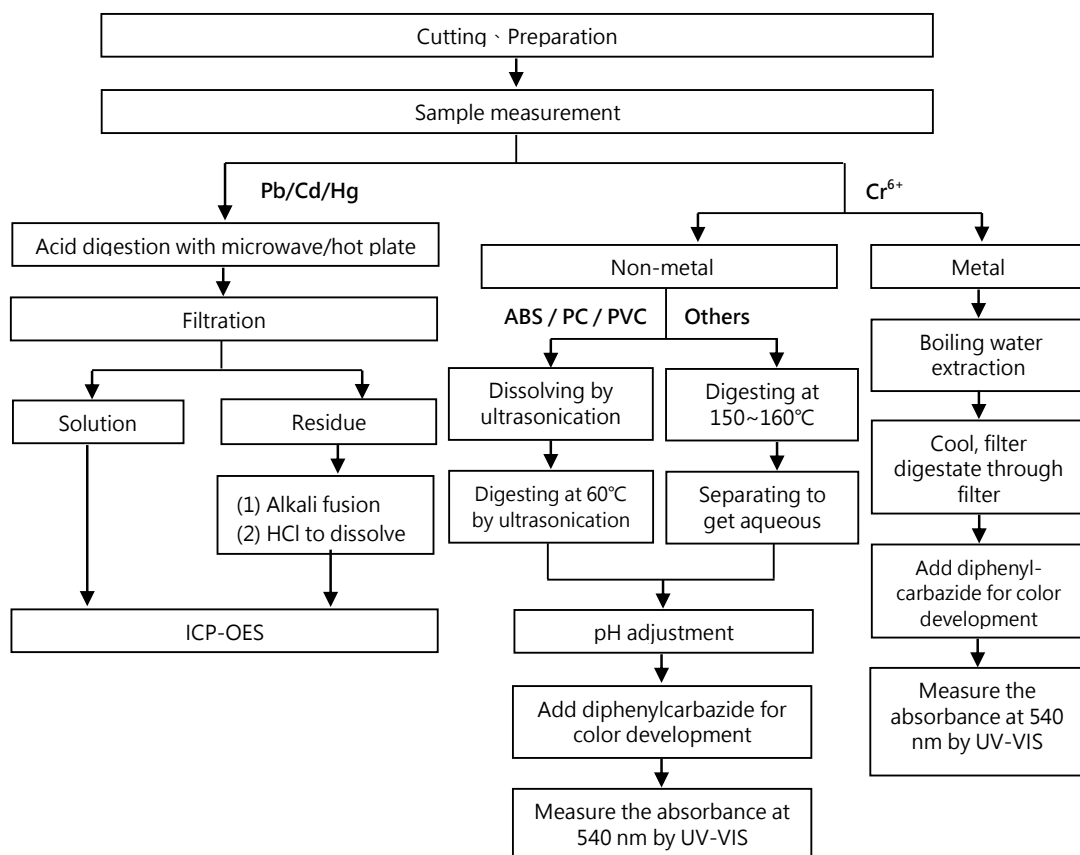 Cutting、Preparation
Sample measurement
Pb/Cd/Hg
Cr⁶⁺
Acid digestion with microwave/hot plate
Non-metal
Metal
Filtration
ABS / PC / PVC
Others
Boiling water
extraction
Solution
Residue
Dissolving by
ultrasonication
Digesting at
150~160℃
Cool, filter
digestate through
filter
(1) Alkali fusion
(2) HCl to dissolve
Digesting at 60℃
by ultrasonication
Separating to
get aqueous
Add diphenyl-
carbazide for color
development
ICP-OES
pH adjustment
Measure the
absorbance at 540
nm by UV-VIS
Add diphenylcarbazide for
color development
Measure the absorbance at
540 nm by UV-VIS